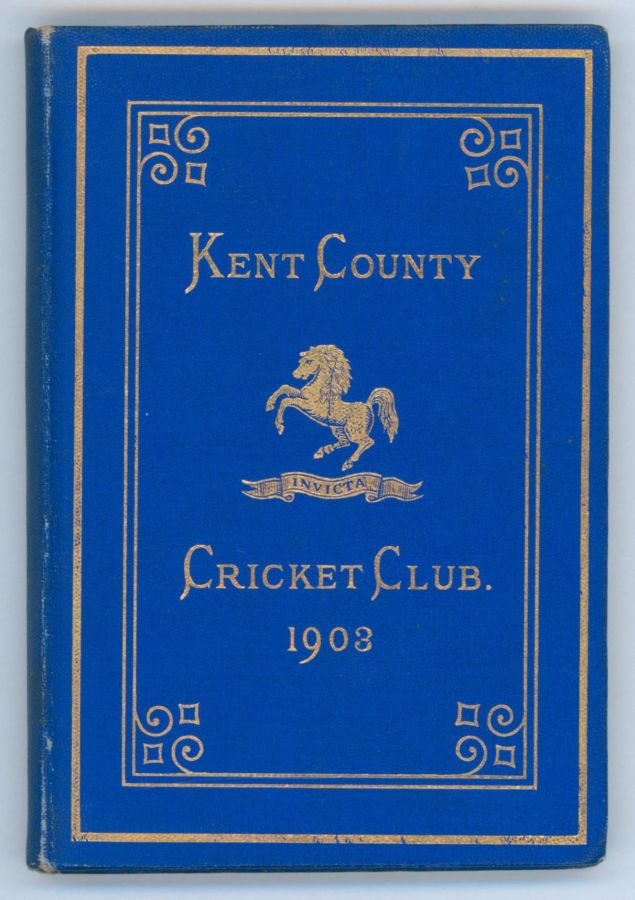 KENT COUNTY
INVICTA
CRICKET CLUB.
1903